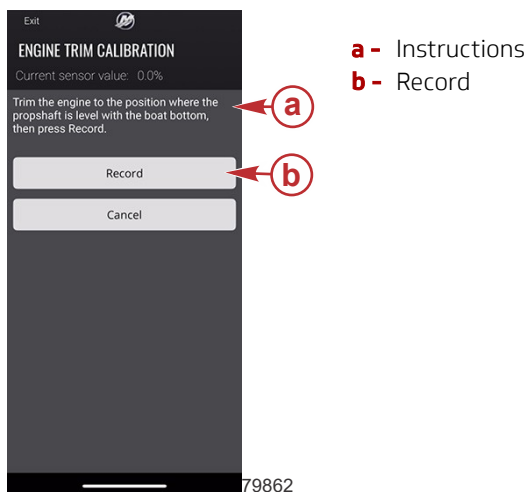 Exit
ENGINE TRIM CALIBRATION
Current sensor value: 0.0%
Trim the engine to the position where the
propshaft is level with the boat bottom,
then press Record.
Record
Cancel
a
b
a - Instructions
b - Record
79862